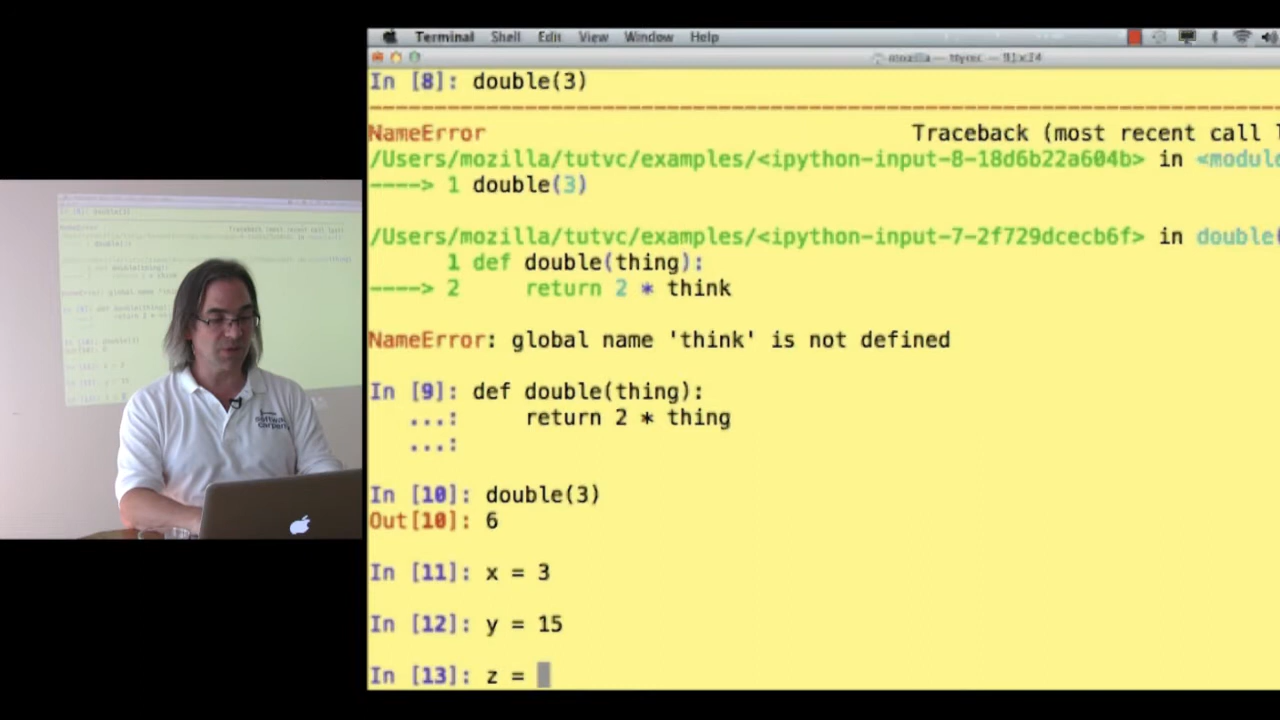 Terminal Shell Edit View Window Help
In [8]: double(3)
NameError Traceback (most recent call l
/Users/mozilla/tutvc/examples/<ipython-input-8-18d6b22a604b> in <modul
----> 1 double(3)
/Users/mozilla/tutvc/examples/<ipython-input-7-2f729dcecb6f> in double(
1 def double(thing):
----> 2 return 2 * think
NameError: global name 'think' is not defined
In [9]: def double(thing):
...: return 2 * thing
...:
In [10]: double(3)
Out[10]: 6
In [11]: x = 3
In [12]: y = 15
In [13]: z =